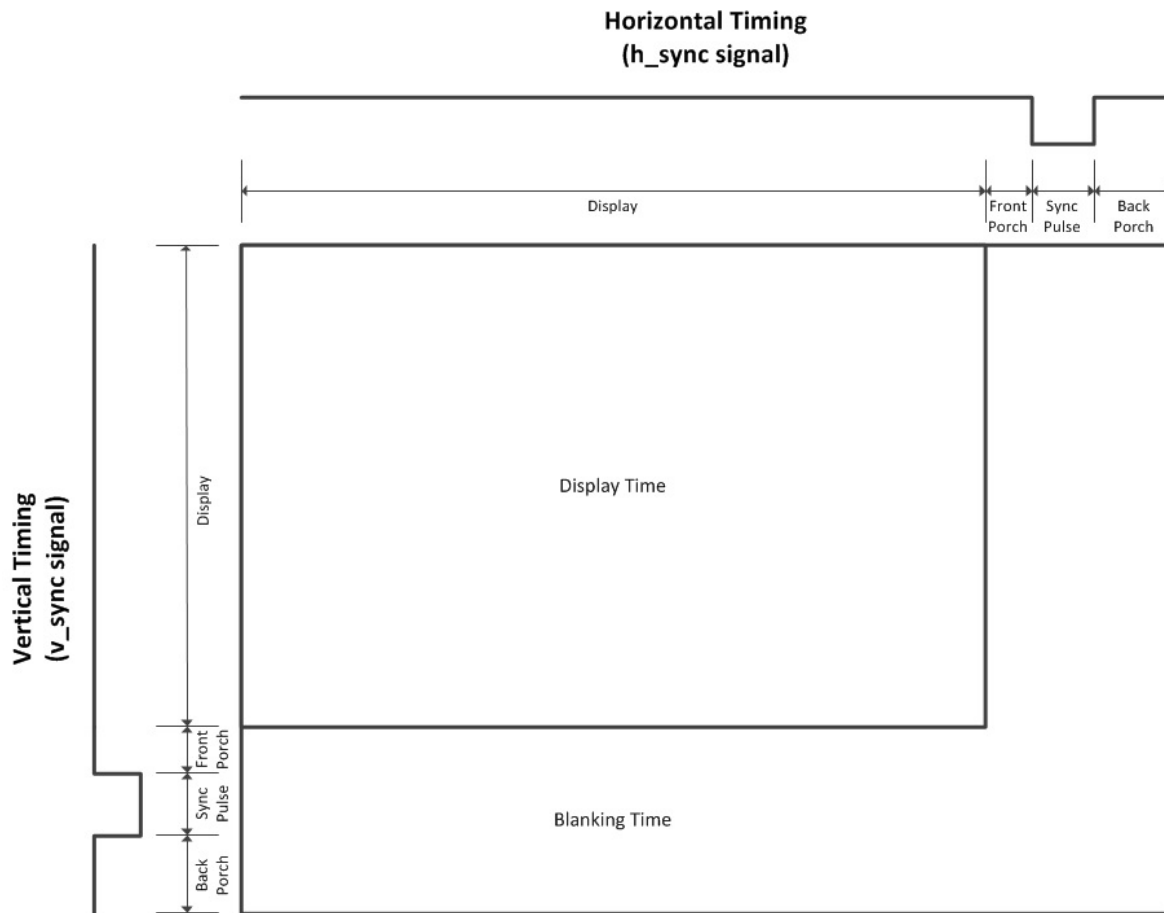 Horizontal Timing
(h_sync signal)
Display
Front
Porch
Sync
Pulse
Back
Porch
Vertical Timing
(v_sync signal)
Display
Display Time
Front
Porch
Sync
Pulse
Back
Porch
Blanking Time